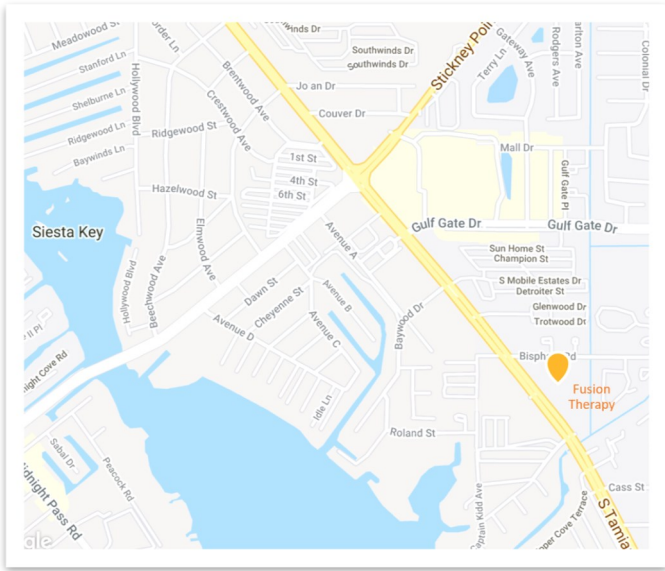 Meadowood St
Stanford Ln
Shelburne Ln
Ridgewood Ln
Baywinds Ln
Hollywood Blvd
Order Ln
Brentwood Ave
Crestwood Ave
Ridgewood St
Southwinds Dr
Southwinds Dr
Jo an Dr
Couver Dr
Stickney Poi
Gateway Ave
Terry Ln
Rodgers Ave
Colonial Dr
Mall Dr
Gulf Gate Pl
1st St
4th St
6th St
Hazelwood St
Siesta Key
Elmwood Ave
Hollywood Blvd
Beechwood Ave
Avenue A
Gulf Gate Dr
Gulf Gate Dr
Sun Home St
Champion St
S Mobile Estates Dr
Detroiter St
Glenwood Dr
Trotwood Dr
Dawn St
Cheyenne St
Avenue B
Avenue C
Avenue D
Baywood Dr
Fusion
Therapy
Idle Ln
Roland St
Sabal Dr
Peacock Rd
Cass St
S Tamia